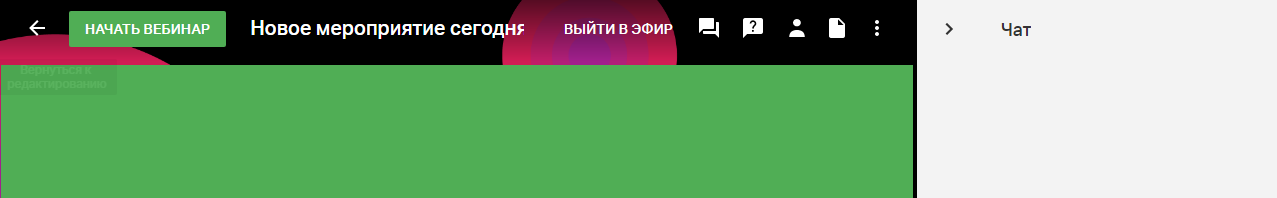 НАЧАТЬ ВЕБИНАР
Новое мероприятие сегодня
ВЫЙТИ В ЭФИР
Чат
Вернуться к
редактированию